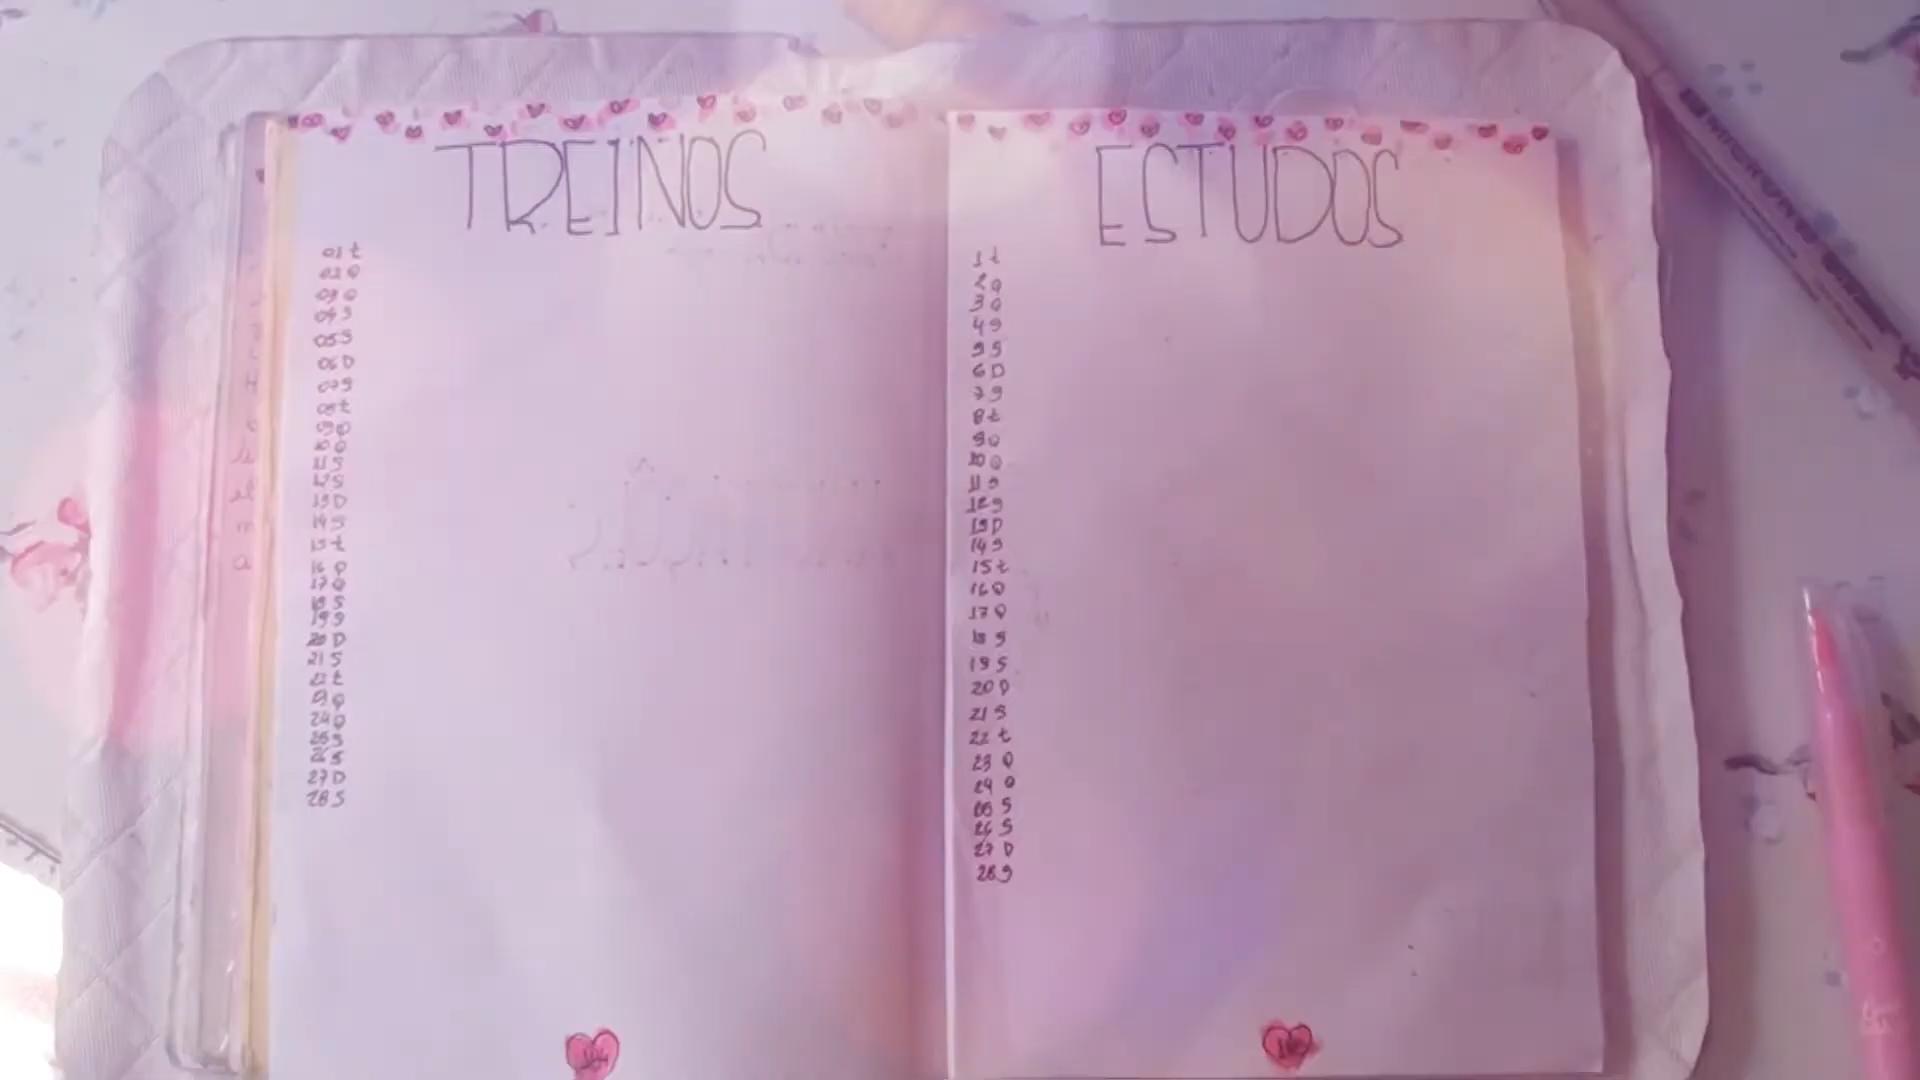 TREINOS
01 t
02 Q
03 Q
04 S
05 S
06 D
07 S
08 t
09 Q
10 Q
11 S
12 S
13 D
14 S
15 t
16 Q
17 Q
18 S
19 S
20 D
21 S
22 t
23 Q
24 Q
25 S
26 S
27 D
28 S
ESTUDOS
1 t
2 Q
3 Q
4 S
5 S
6 D
7 S
8 t
9 Q
10 Q
11 S
12 S
13 D
14 S
15 t
16 Q
17 Q
18 S
19 S
20 D
21 S
22 t
23 Q
24 Q
25 S
26 S
27 D
28 S